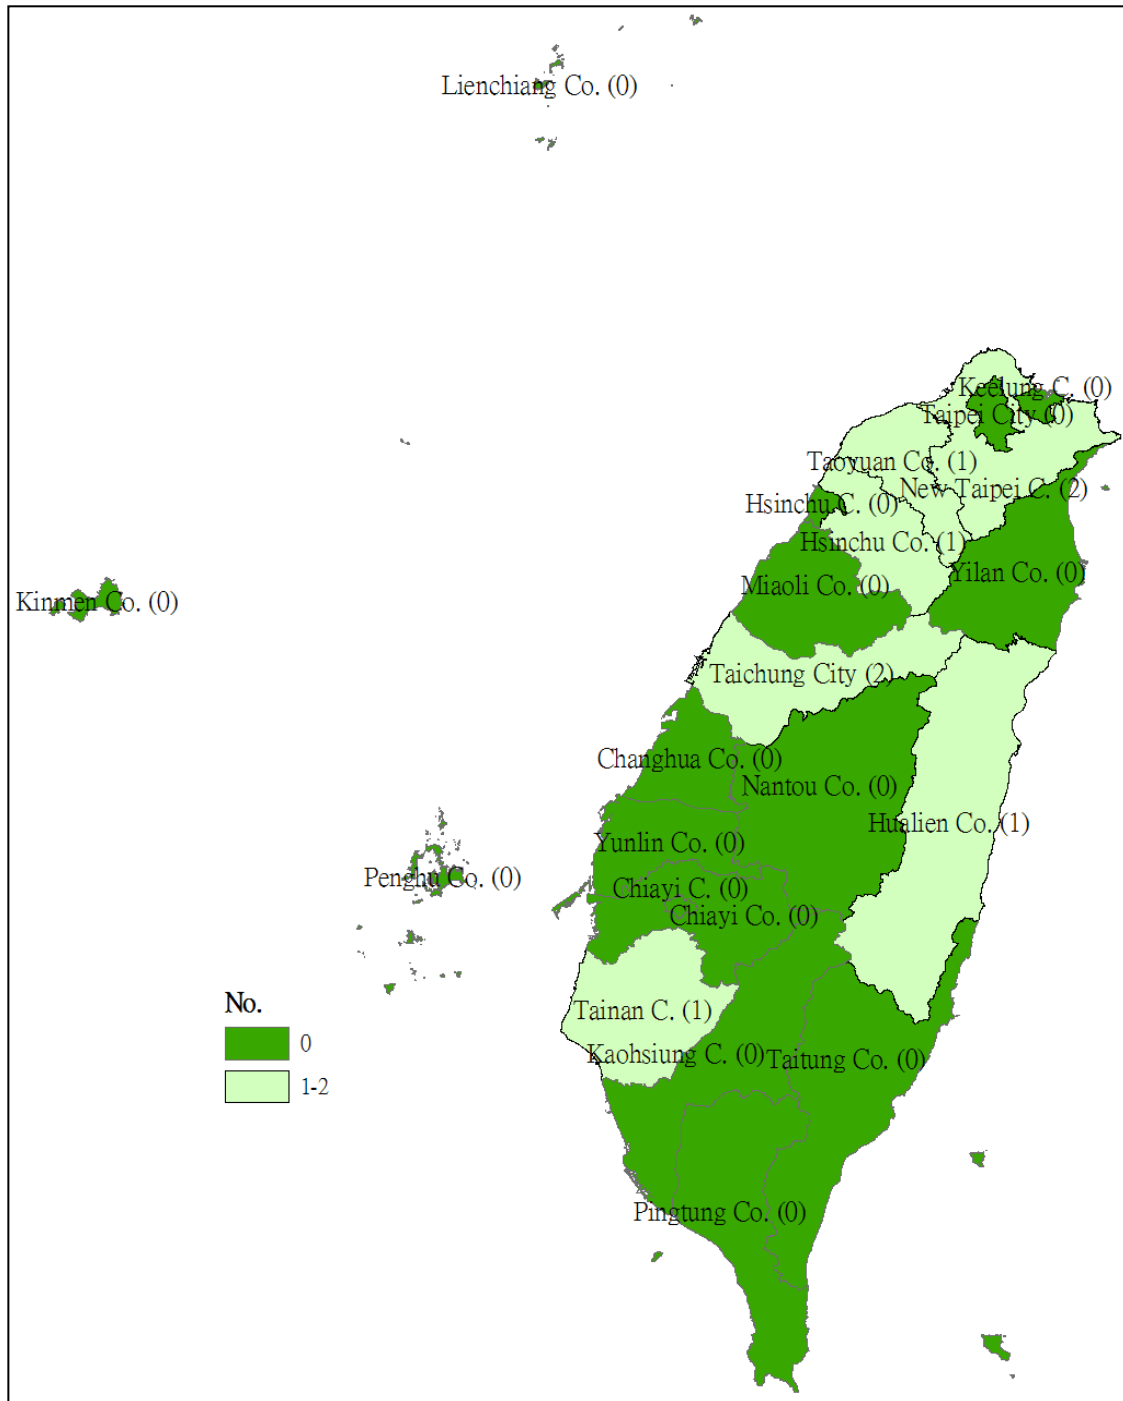 Lienchiang Co. (0)
Keelung C. (0)
Taipei City (0)
Taoyuan Co. (1)
New Taipei C. (2)
Hsinchu C. (0)
Hsinchu Co. (1)
Yilan Co. (0)
Miaoli Co. (0)
Kinmen Co. (0)
Taichung City (2)
Changhua Co. (0)
Nantou Co. (0)
Hualien Co. (1)
Yunlin Co. (0)
Penghu Co. (0)
Chiayi C. (0)
Chiayi Co. (0)
No.
0
1-2
Tainan C. (1)
Kaohsiung C. (0)
Taitung Co. (0)
Pingtung Co. (0)